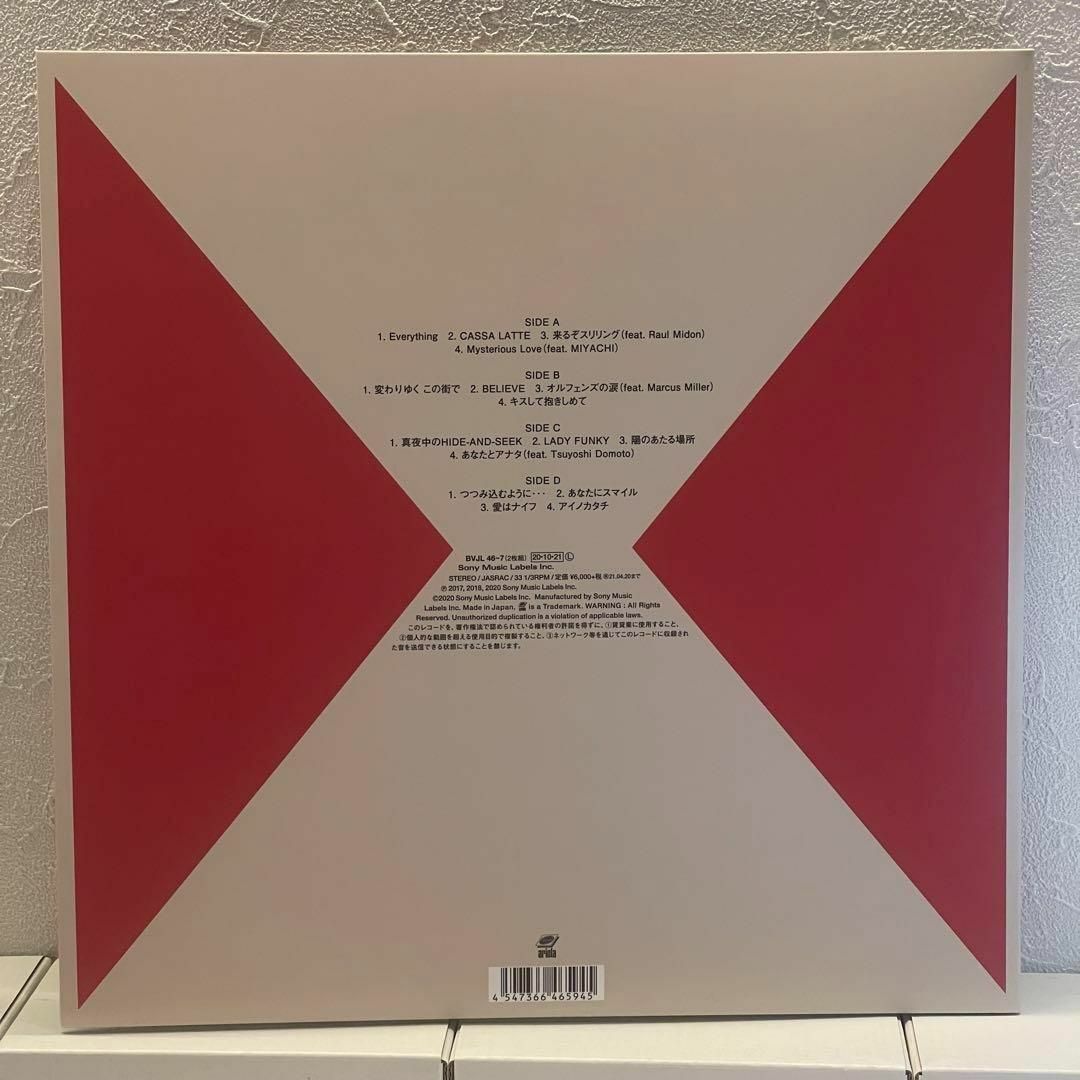 SIDE A
1. Everything 2. CASSA LATTE 3. 来るぞスリリング(feat. Raul Midon)
4. Mysterious Love(feat. MIYACHI)
SIDE B
1. 変わりゆく この街で 2. BELIEVE 3. オルフェンズの涙(feat. Marcus Miller)
4. キスして抱きしめて
SIDE C
1. 真夜中のHIDE-AND-SEEK 2. LADY FUNKY 3. 陽のあたる場所
4. あなたとアナタ(feat. Tsuyoshi Domoto)
SIDE D
1. つつみ込むように・・・ 2. あなたにスマイル
3. 愛はナイフ 4. アイノカタチ
BVJL 46~7(2枚組) 20・10・21 Ⓛ
Sony Music Labels Inc.
STEREO / JASRAC / 33 1/3RPM / 定価 ¥6,000+税 ㊢21.04.20まで
Ⓟ 2017, 2018, 2020 Sony Music Labels Inc.
©2020 Sony Music Labels Inc. Manufactured by Sony Music
Labels Inc. Made in Japan. is a Trademark. WARNING : All Rights
Reserved. Unauthorized duplication is a violation of applicable laws.
このレコードを、著作権法で認められている権利者の許諾を得ずに、①賃貸業に使用すること、
②個人的な範囲を超える使用目的で複製すること、③ネットワーク等を通じてこのレコードに収録され
た音を送信できる状態にすることを禁じます。
ariola
4 547366 465945